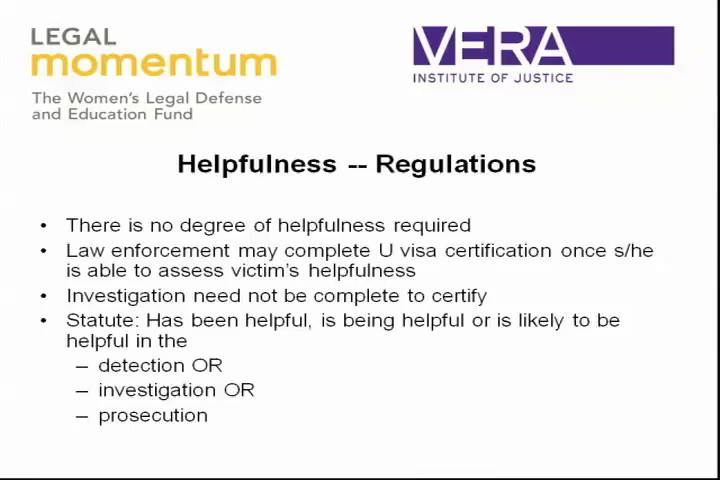 LEGAL
momentum
The Women's Legal Defense
and Education Fund
VERA
INSTITUTE OF JUSTICE
Helpfulness -- Regulations
• There is no degree of helpfulness required
• Law enforcement may complete U visa certification once s/he
is able to assess victim's helpfulness
• Investigation need not be complete to certify
• Statute: Has been helpful, is being helpful or is likely to be
helpful in the
– detection OR
– investigation OR
– prosecution